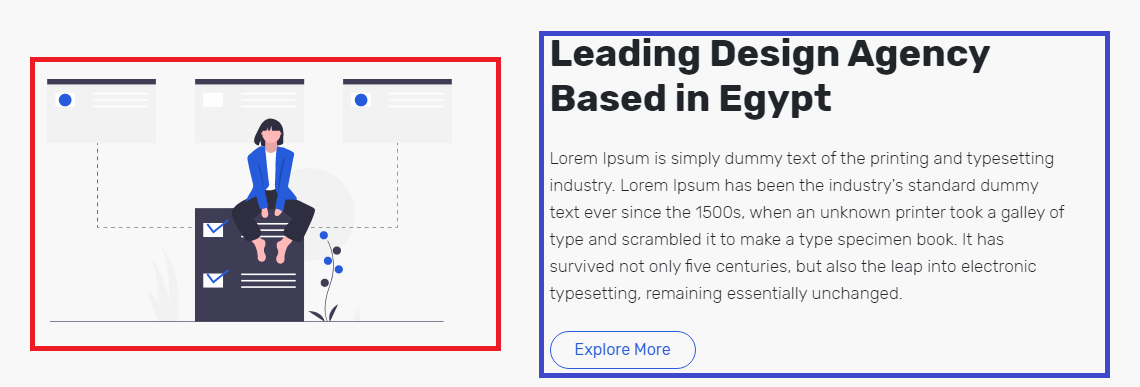 Leading Design Agency
Based in Egypt
Lorem Ipsum is simply dummy text of the printing and typesetting
industry. Lorem Ipsum has been the industry's standard dummy
text ever since the 1500s, when an unknown printer took a galley of
type and scrambled it to make a type specimen book. It has
survived not only five centuries, but also the leap into electronic
typesetting, remaining essentially unchanged.
Explore More